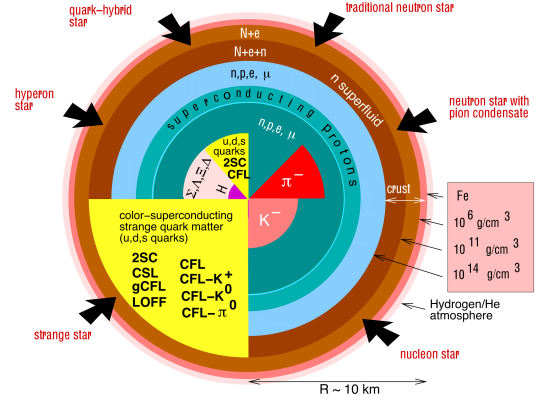 quark-hybrid
star
traditional neutron star
N+e
N+e+n
n,p,e, μ
n superfluid
hyperon
star
neutron star with
pion condensate
superconducting protons
n,p,e, μ
u,d,s
quarks
2SC
CFL
Σ,Λ,Ξ,Δ
H
π⁻
K⁻
crust
Fe
10⁶ g/cm³
10¹¹ g/cm³
10¹⁴ g/cm³
Hydrogen/He
atmosphere
color-superconducting
strange quark matter
(u,d,s quarks)
2SC
CSL
gCFL
LOFF
CFL
CFL-K⁺
CFL-K⁰
CFL-π⁰
strange star
nucleon star
R ~ 10 km